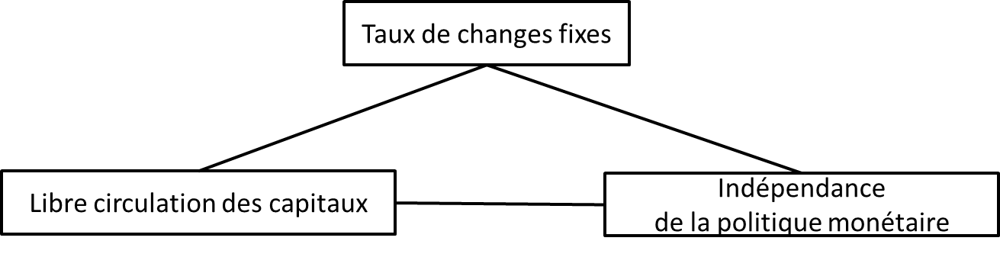 Taux de changes fixes
Libre circulation des capitaux
Indépendance
de la politique monétaire